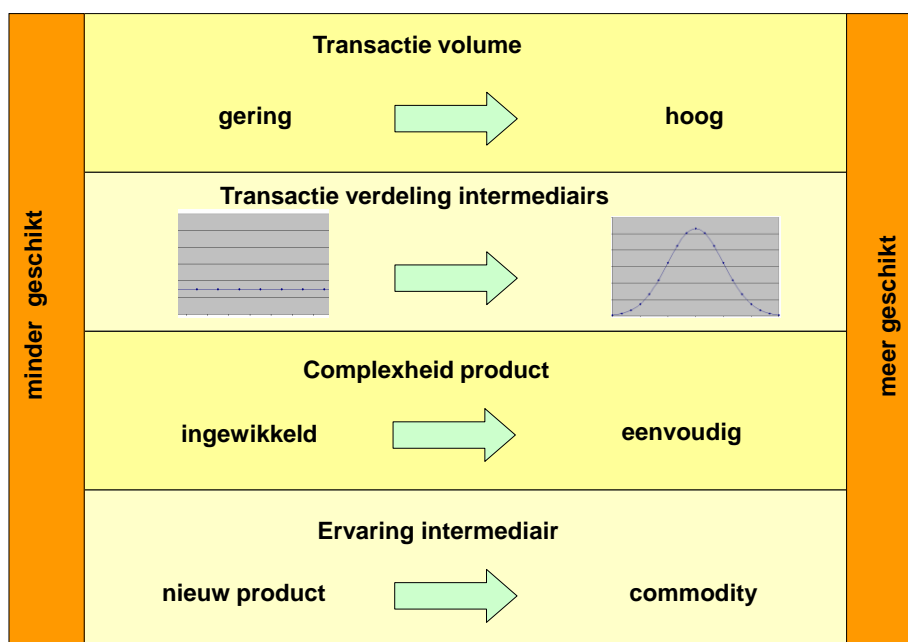 Transactie volume
gering
hoog
Transactie verdeling intermediairs
Complexheid product
ingewikkeld
eenvoudig
Ervaring intermediair
nieuw product
commodity
minder geschikt
meer geschikt